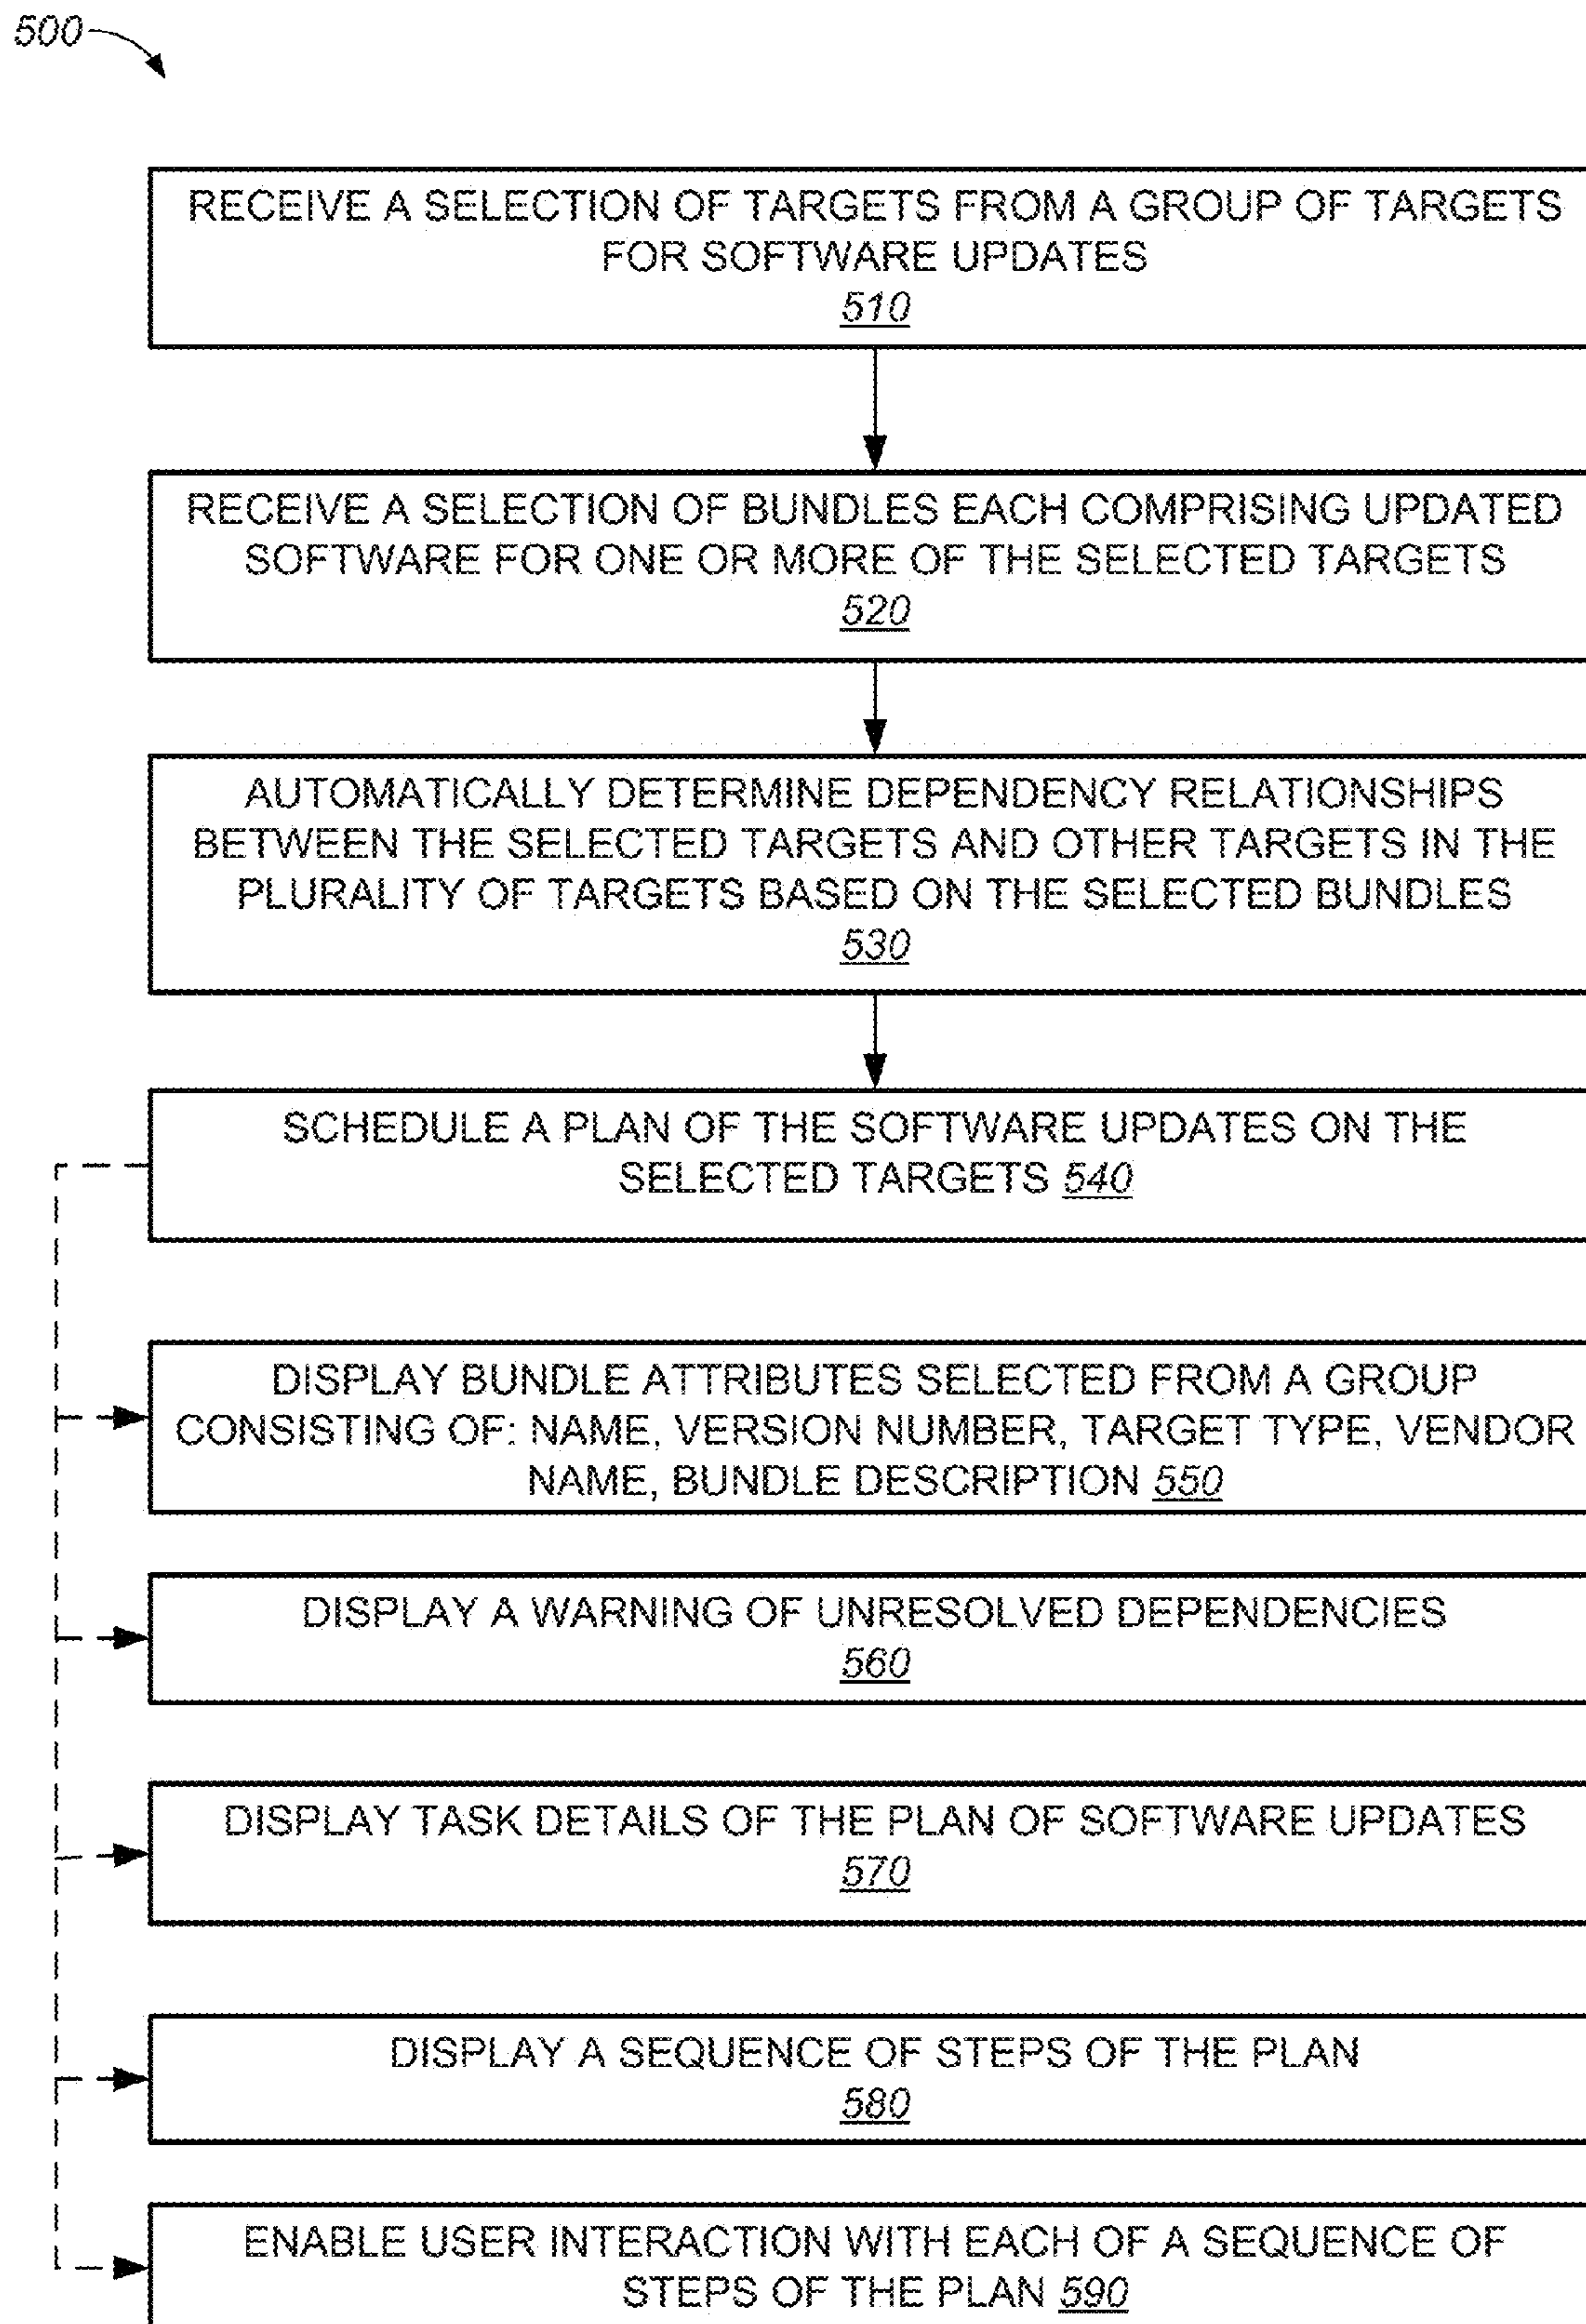 500
RECEIVE A SELECTION OF TARGETS FROM A GROUP OF TARGETS
FOR SOFTWARE UPDATES
510
RECEIVE A SELECTION OF BUNDLES EACH COMPRISING UPDATED
SOFTWARE FOR ONE OR MORE OF THE SELECTED TARGETS
520
AUTOMATICALLY DETERMINE DEPENDENCY RELATIONSHIPS
BETWEEN THE SELECTED TARGETS AND OTHER TARGETS IN THE
PLURALITY OF TARGETS BASED ON THE SELECTED BUNDLES
530
SCHEDULE A PLAN OF THE SOFTWARE UPDATES ON THE
SELECTED TARGETS 540
DISPLAY BUNDLE ATTRIBUTES SELECTED FROM A GROUP
CONSISTING OF: NAME, VERSION NUMBER, TARGET TYPE, VENDOR
NAME, BUNDLE DESCRIPTION 550
DISPLAY A WARNING OF UNRESOLVED DEPENDENCIES
560
DISPLAY TASK DETAILS OF THE PLAN OF SOFTWARE UPDATES
570
DISPLAY A SEQUENCE OF STEPS OF THE PLAN
580
ENABLE USER INTERACTION WITH EACH OF A SEQUENCE OF
STEPS OF THE PLAN 590